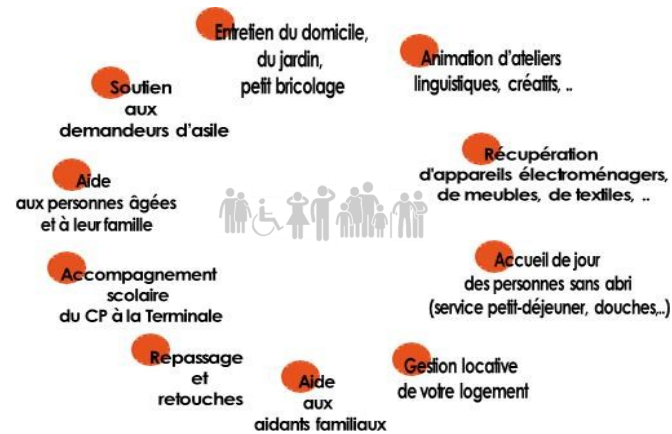 Entretien du domicile,
du jardin,
petit bricolage
Animation d'ateliers
linguistiques, créatifs, ..
Récupération
d'appareils électroménagers,
de meubles, de textiles, ..
Accueil de jour
des personnes sans abri
(service petit-déjeuner, douches,..)
Gestion locative
de votre logement
Aide
aux
aidants familiaux
Repassage
et
retouches
Accompagnement
scolaire
du CP à la Terminale
Aide
aux personnes âgées
et à leur famille
Soutien
aux
demandeurs d'asile